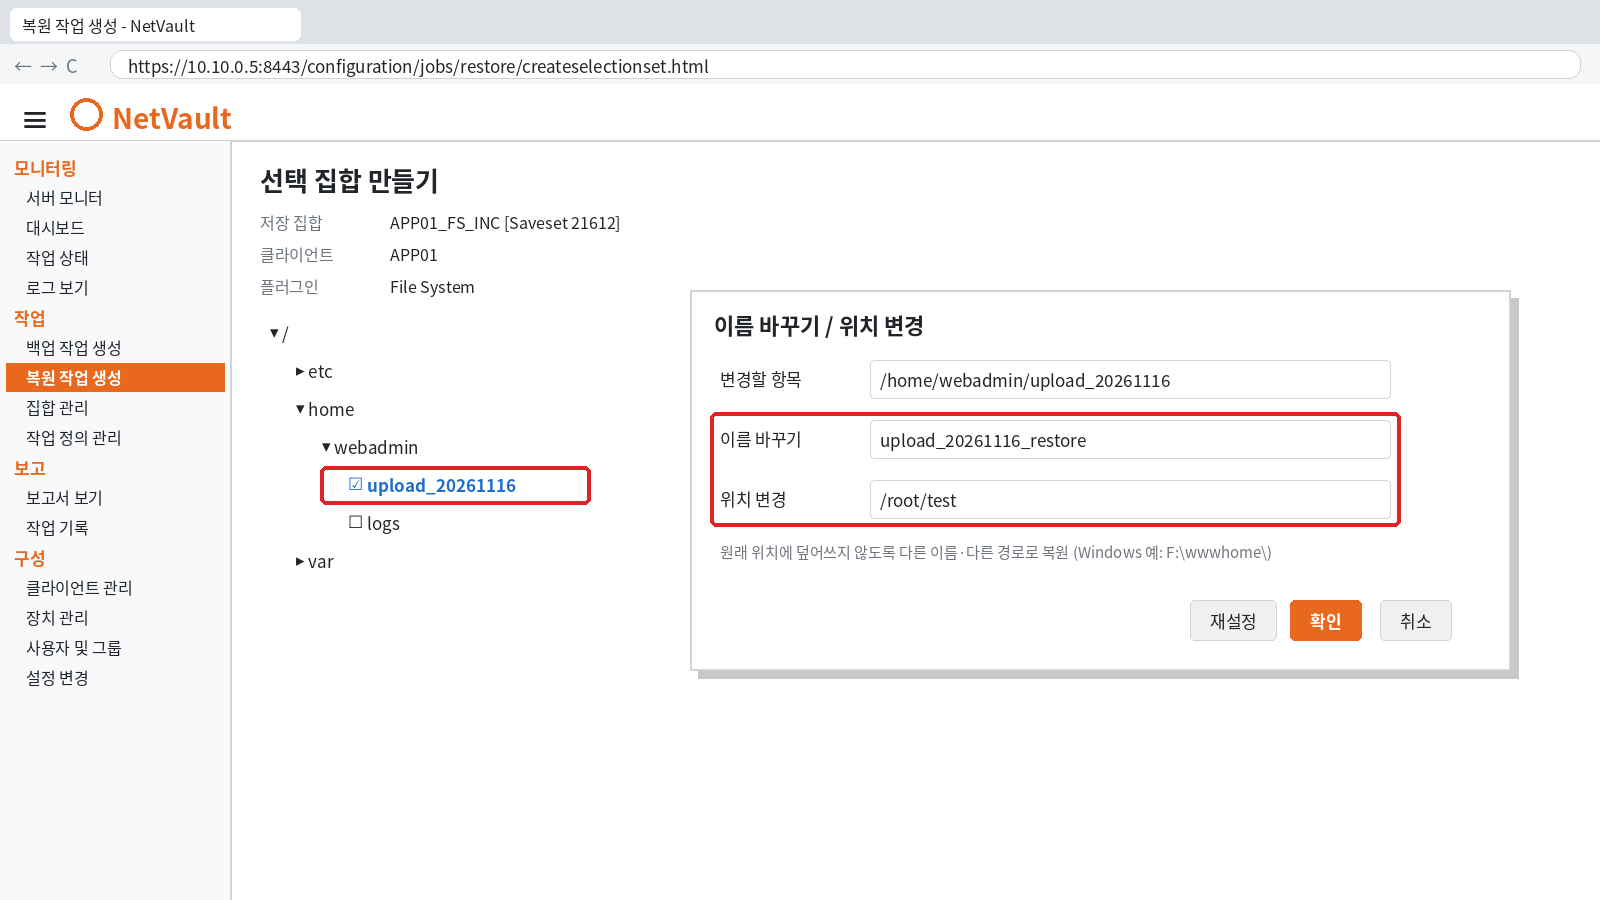 복원 작업 생성 - NetVault
https://10.10.0.5:8443/configuration/jobs/restore/createselectionset.html
NetVault
모니터링
서버 모니터
대시보드
작업 상태
로그 보기
작업
백업 작업 생성
복원 작업 생성
집합 관리
작업 정의 관리
보고
보고서 보기
작업 기록
구성
클라이언트 관리
장치 관리
사용자 및 그룹
설정 변경
선택 집합 만들기
저장 집합 APP01_FS_INC [Saveset 21612]
클라이언트 APP01
플러그인 File System
▼ /
▶ etc
▼ home
▼ webadmin
☑ upload_20261116
☐ logs
▶ var
이름 바꾸기 / 위치 변경
변경할 항목 /home/webadmin/upload_20261116
이름 바꾸기 upload_20261116_restore
위치 변경 /root/test
원래 위치에 덮어쓰지 않도록 다른 이름·다른 경로로 복원 (Windows 예: F:\wwwhome\)
재설정 확인 취소